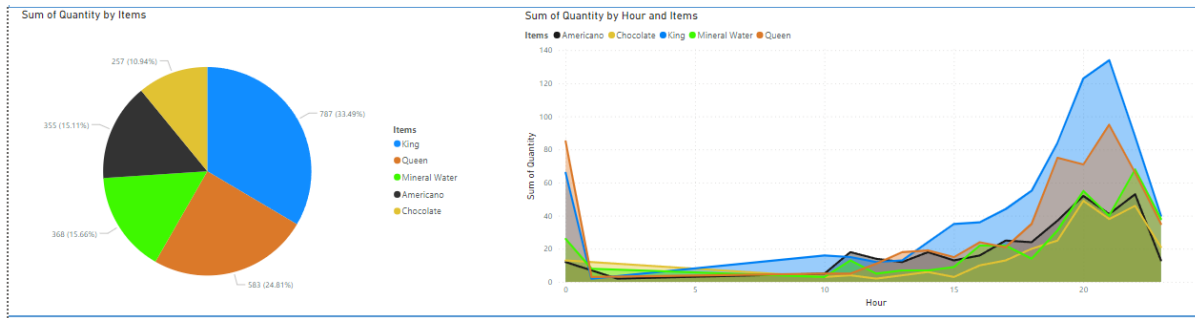 Sum of Quantity by Items
257 (10.94%)
355 (15.11%)
787 (33.49%)
368 (15.66%)
583 (24.81%)
Items
King
Queen
Mineral Water
Americano
Chocolate
Sum of Quantity by Hour and Items
Items Americano Chocolate King Mineral Water Queen
Sum of Quantity
140
120
100
80
60
40
20
0
0 5 10 15 20
Hour